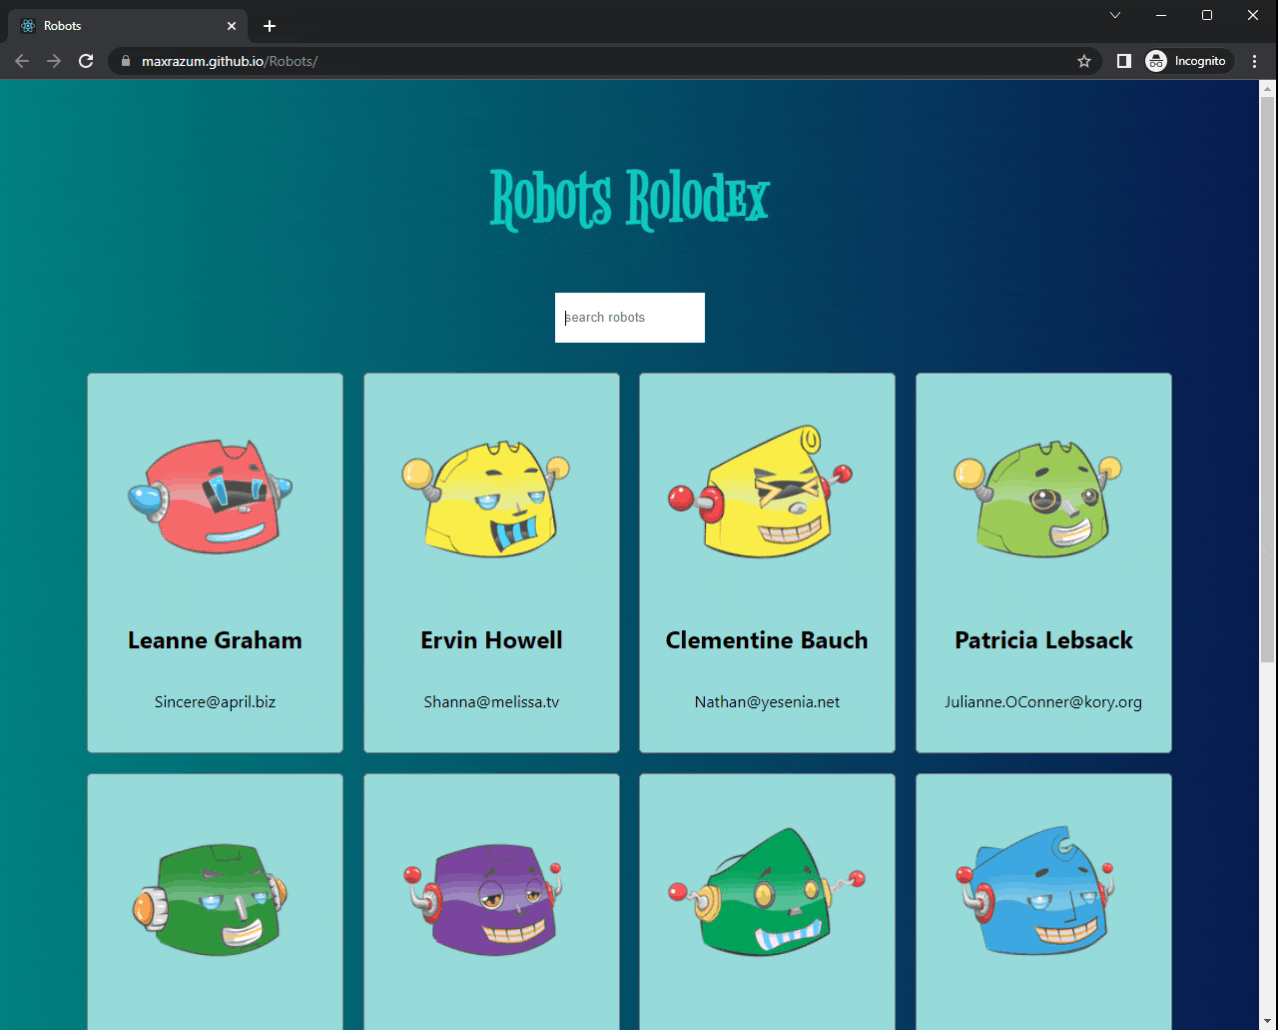 Robots
maxrazum.github.io/Robots/
Incognito
Robots Rolodex
search robots
Leanne Graham
Sincere@april.biz
Ervin Howell
Shanna@melissa.tv
Clementine Bauch
Nathan@yesenia.net
Patricia Lebsack
Julianne.OConner@kory.org